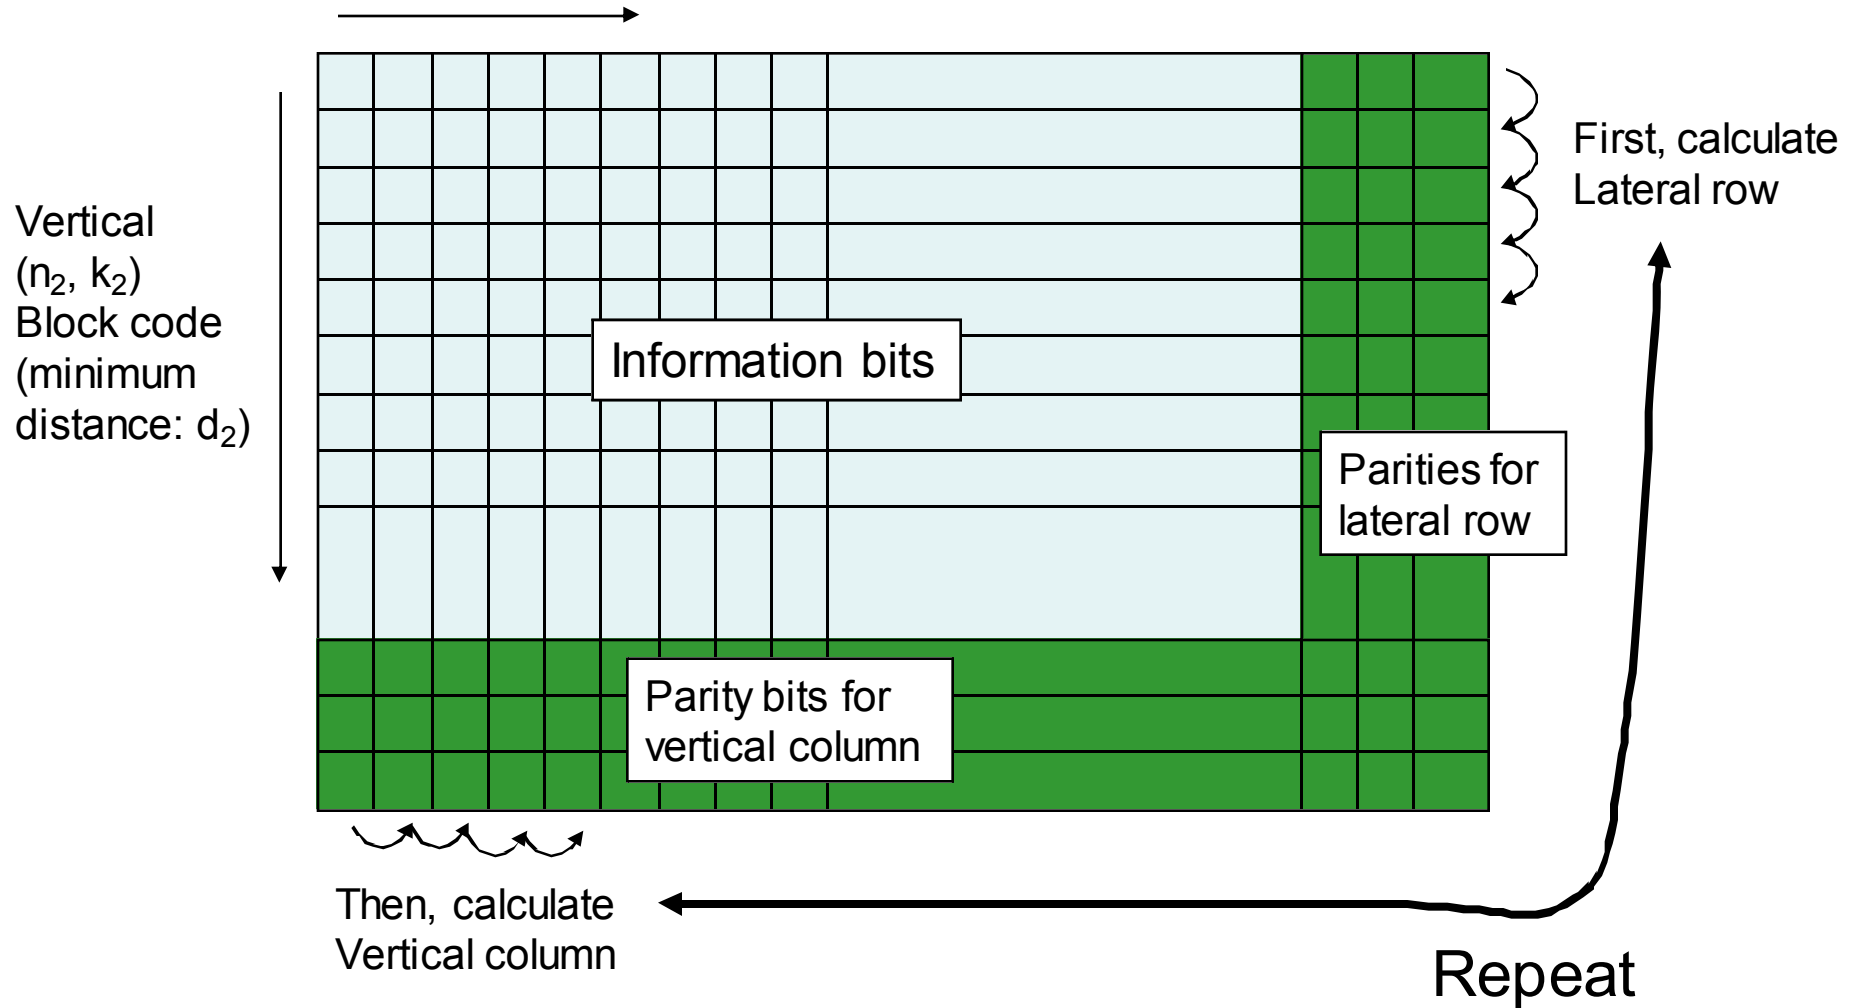 First, calculate
Lateral row
Vertical
(n₂, k₂)
Block code
(minimum
distance: d₂)
Information bits
Parities for
lateral row
Parity bits for
vertical column
Then, calculate
Vertical column
Repeat